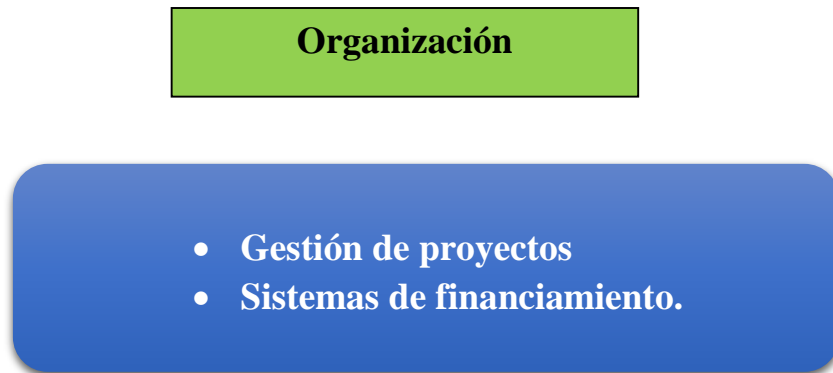 Organización
• Gestión de proyectos
• Sistemas de financiamiento.